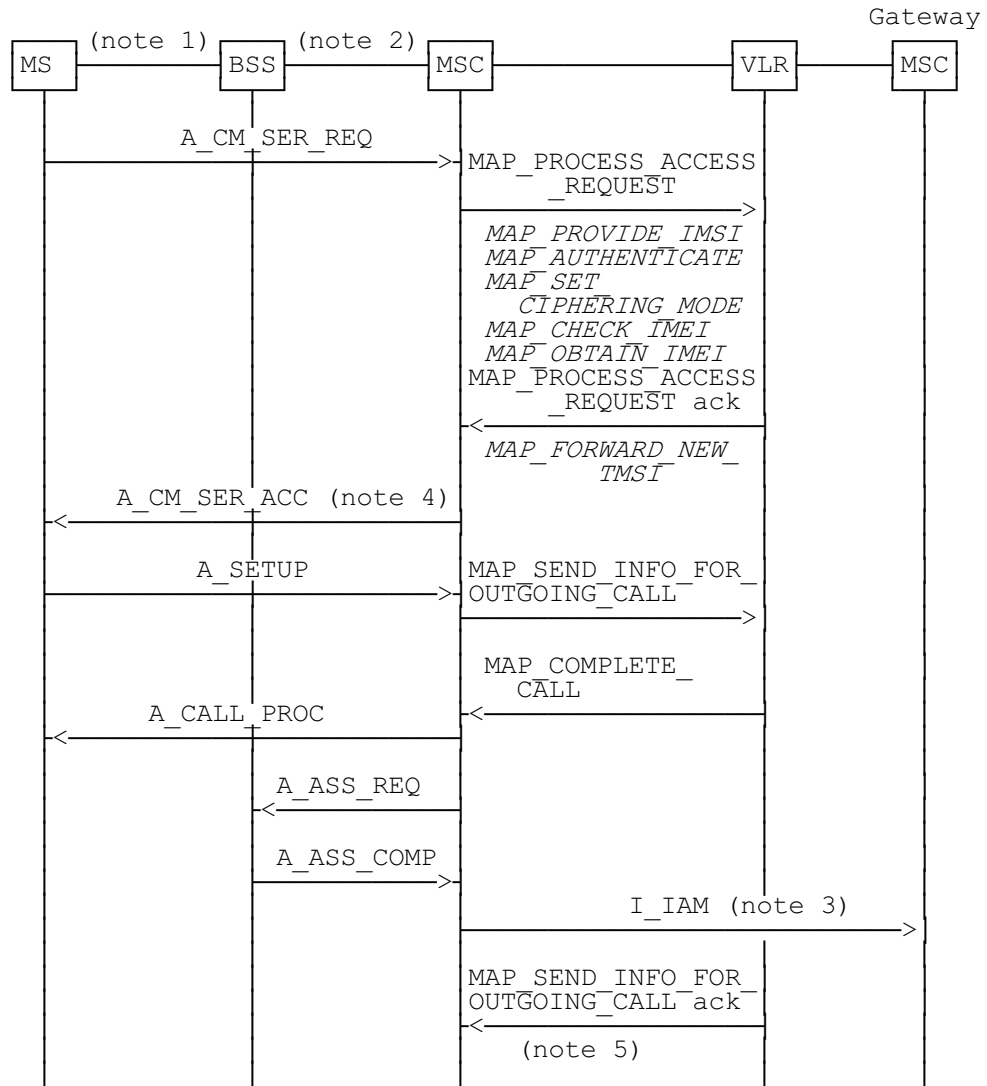 Gateway
(note 1) (note 2)
MS BSS MSC VLR MSC
A_CM_SER_REQ
MAP_PROCESS_ACCESS
_REQUEST
MAP_PROVIDE_IMSI
MAP_AUTHENTICATE
MAP_SET_
CIPHERING_MODE
MAP_CHECK_IMEI
MAP_OBTAIN_IMEI
MAP_PROCESS_ACCESS
_REQUEST ack
MAP_FORWARD_NEW_
TMSI
A_CM_SER_ACC (note 4)
A_SETUP
MAP_SEND_INFO_FOR_
OUTGOING_CALL
MAP_COMPLETE_
CALL
A_CALL_PROC
A_ASS_REQ
A_ASS_COMP
I_IAM (note 3)
MAP_SEND_INFO_FOR_
OUTGOING_CALL ack
(note 5)